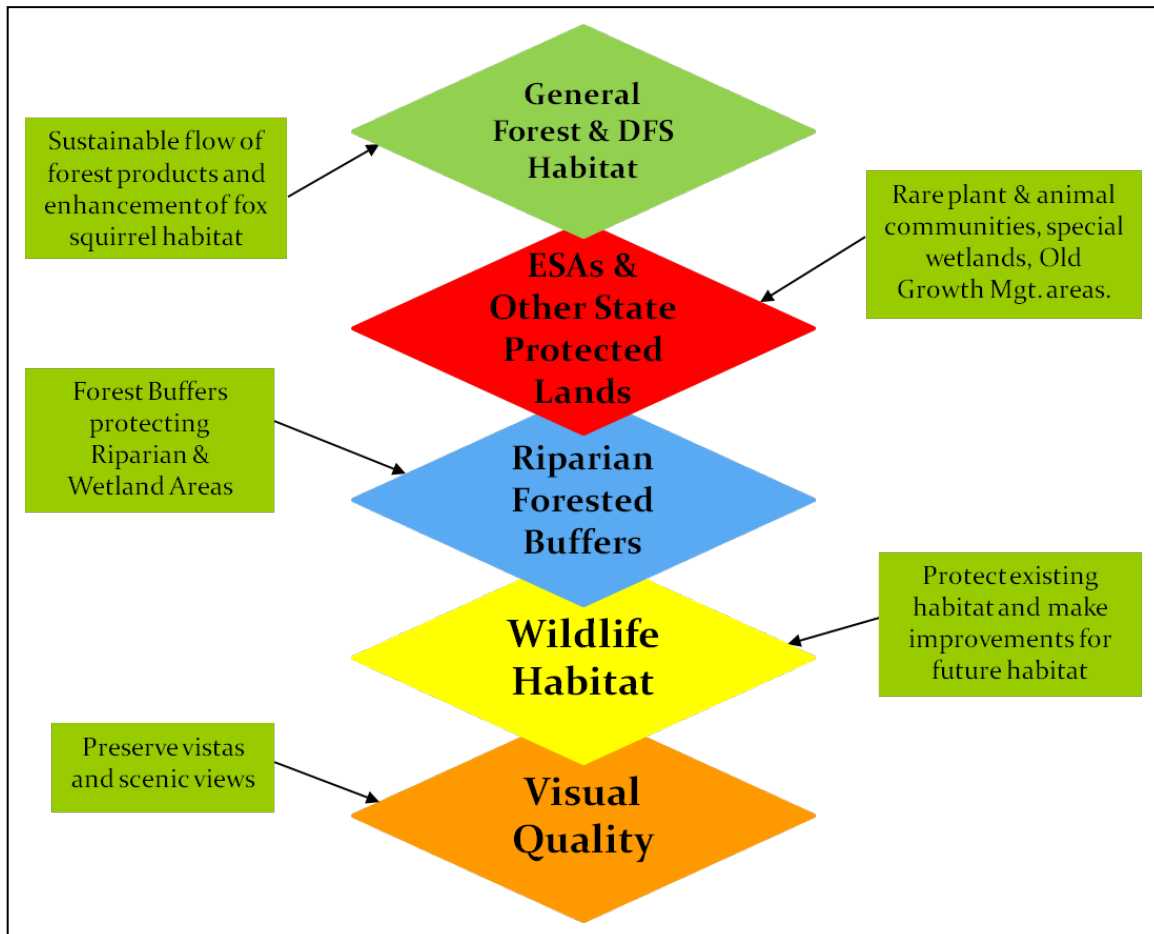 General
Forest & DFS
Habitat
Sustainable flow of
forest products and
enhancement of fox
squirrel habitat
Rare plant & animal
communities, special
wetlands, Old
Growth Mgt. areas.
ESAs &
Other State
Protected
Lands
Forest Buffers
protecting
Riparian &
Wetland Areas
Riparian
Forested
Buffers
Protect existing
habitat and make
improvements for
future habitat
Wildlife
Habitat
Preserve vistas
and scenic views
Visual
Quality